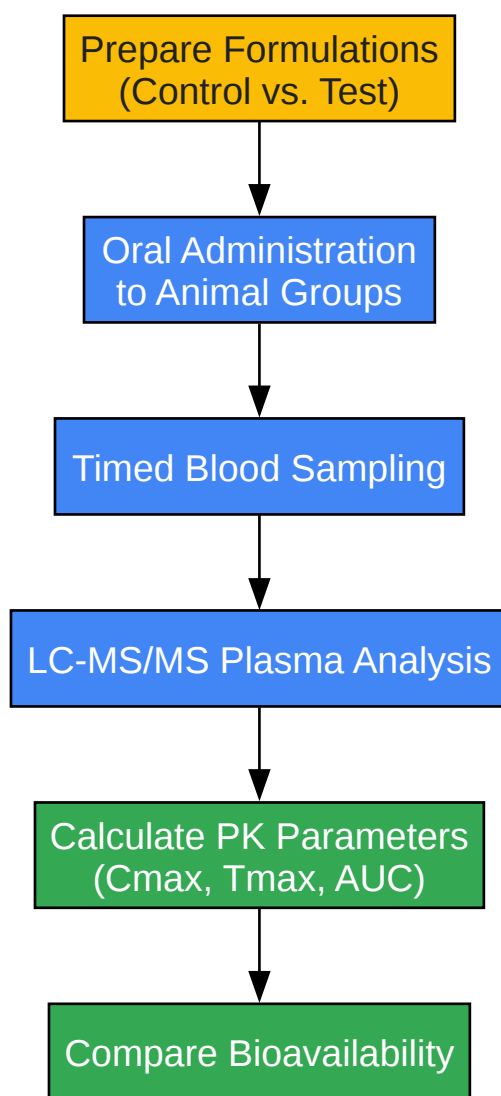 Prepare Formulations
(Control vs. Test)
Oral Administration
to Animal Groups
Timed Blood Sampling
LC-MS/MS Plasma Analysis
Calculate PK Parameters
(Cmax, Tmax, AUC)
Compare Bioavailability